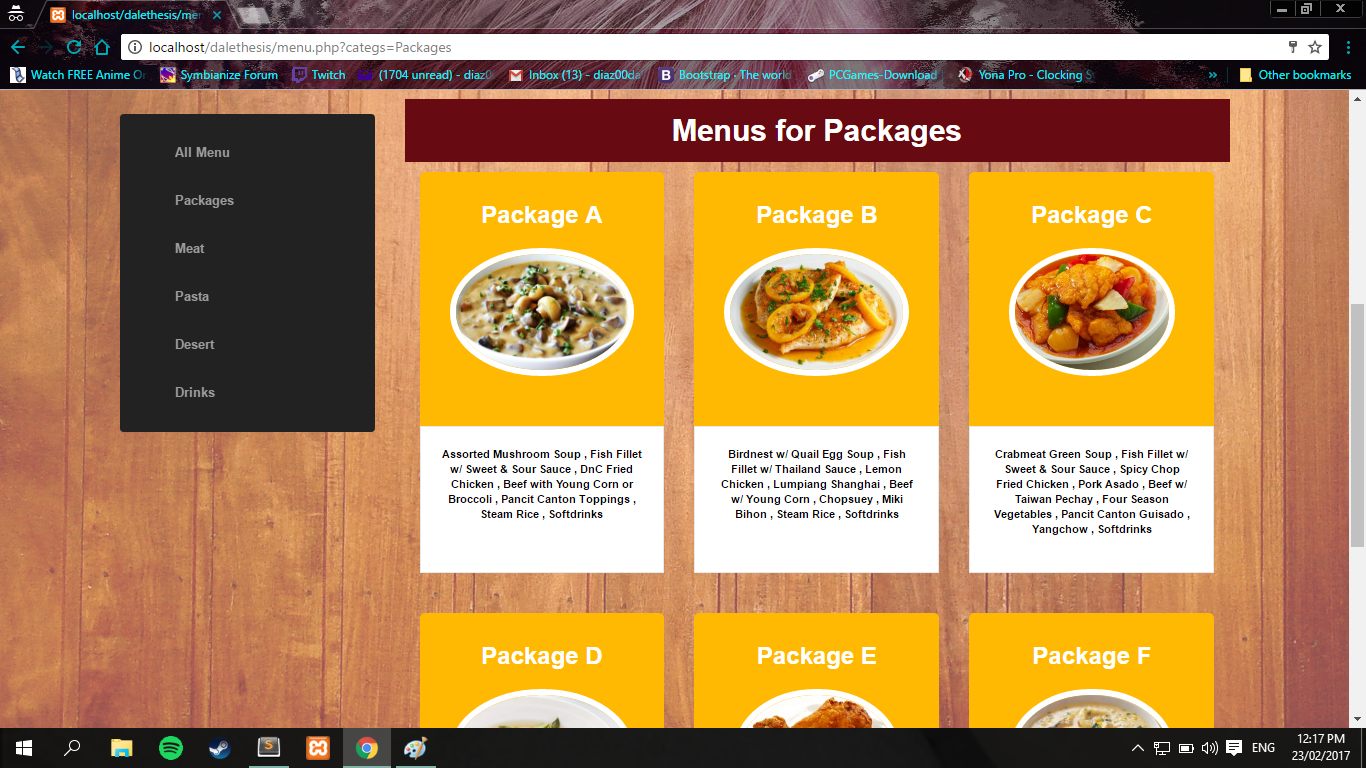 localhost/dalethesis/mer
localhost/dalethesis/menu.php?categs=Packages
Watch FREE Anime On
Symbianize Forum
Twitch
(1704 unread) - diaz0
Inbox (13) - diaz00da
Bootstrap · The world
PCGames-Download
Yona Pro - Clocking S
»
Other bookmarks
All Menu
Packages
Meat
Pasta
Desert
Drinks
Menus for Packages
Package A
Assorted Mushroom Soup , Fish Fillet
w/ Sweet & Sour Sauce , DnC Fried
Chicken , Beef with Young Corn or
Broccoli , Pancit Canton Toppings ,
Steam Rice , Softdrinks
Package B
Birdnest w/ Quail Egg Soup , Fish
Fillet w/ Thailand Sauce , Lemon
Chicken , Lumpiang Shanghai , Beef
w/ Young Corn , Chopsuey , Miki
Bihon , Steam Rice , Softdrinks
Package C
Crabmeat Green Soup , Fish Fillet w/
Sweet & Sour Sauce , Spicy Chop
Fried Chicken , Pork Asado , Beef w/
Taiwan Pechay , Four Season
Vegetables , Pancit Canton Guisado ,
Yangchow , Softdrinks
Package D
Package E
Package F
ENG
12:17 PM
23/02/2017